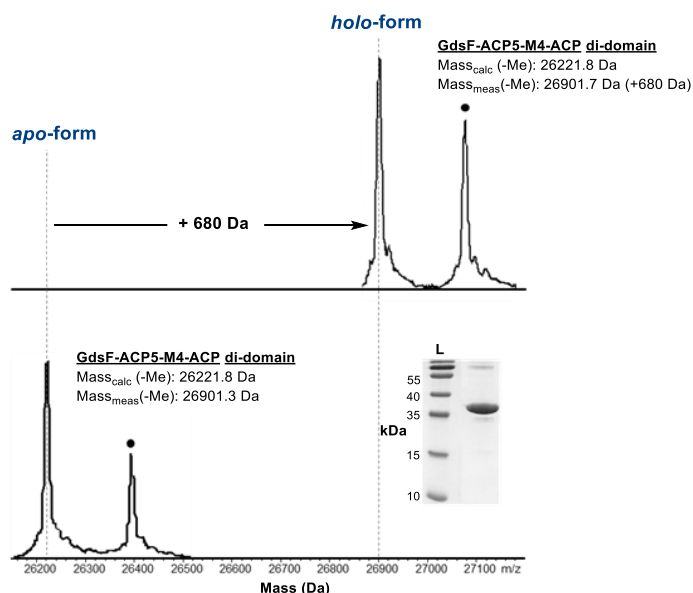 holo-form
GdsF-ACP5-M4-ACP di-domain
Masscalc (-Me): 26221.8 Da
Massmeas(-Me): 26901.7 Da (+680 Da)
apo-form
+ 680 Da
GdsF-ACP5-M4-ACP di-domain
Masscalc (-Me): 26221.8 Da
Massmeas(-Me): 26901.3 Da
L
55
40
35
kDa
15
10
26200 26300 26400 26500 26600 26700 26800 26900 27000 27100 m/z
Mass (Da)